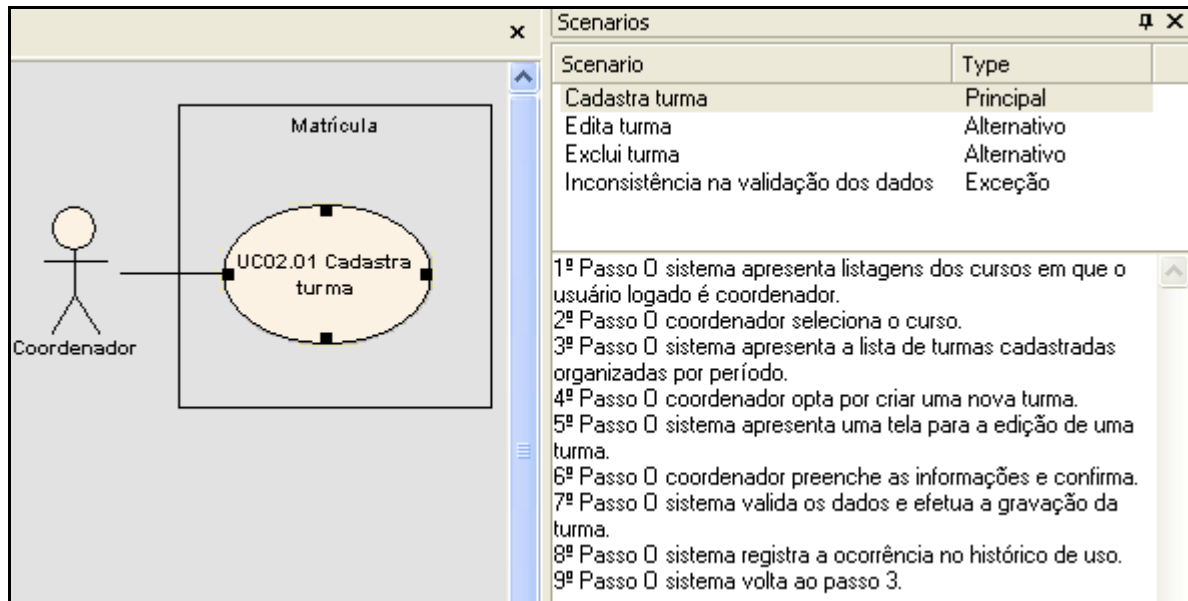 Matrícula
UC02.01 Cadastra
turma
Coordenador
Scenarios
Scenario Type
Cadastra turma Principal
Edita turma Alternativo
Exclui turma Alternativo
Inconsistência na validação dos dados Exceção
1º Passo O sistema apresenta listagens dos cursos em que o
usuário logado é coordenador.
2º Passo O coordenador seleciona o curso.
3º Passo O sistema apresenta a lista de turmas cadastradas
organizadas por período.
4º Passo O coordenador opta por criar uma nova turma.
5º Passo O sistema apresenta uma tela para a edição de uma
turma.
6º Passo O coordenador preenche as informações e confirma.
7º Passo O sistema valida os dados e efetua a gravação da
turma.
8º Passo O sistema registra a ocorrência no histórico de uso.
9º Passo O sistema volta ao passo 3.